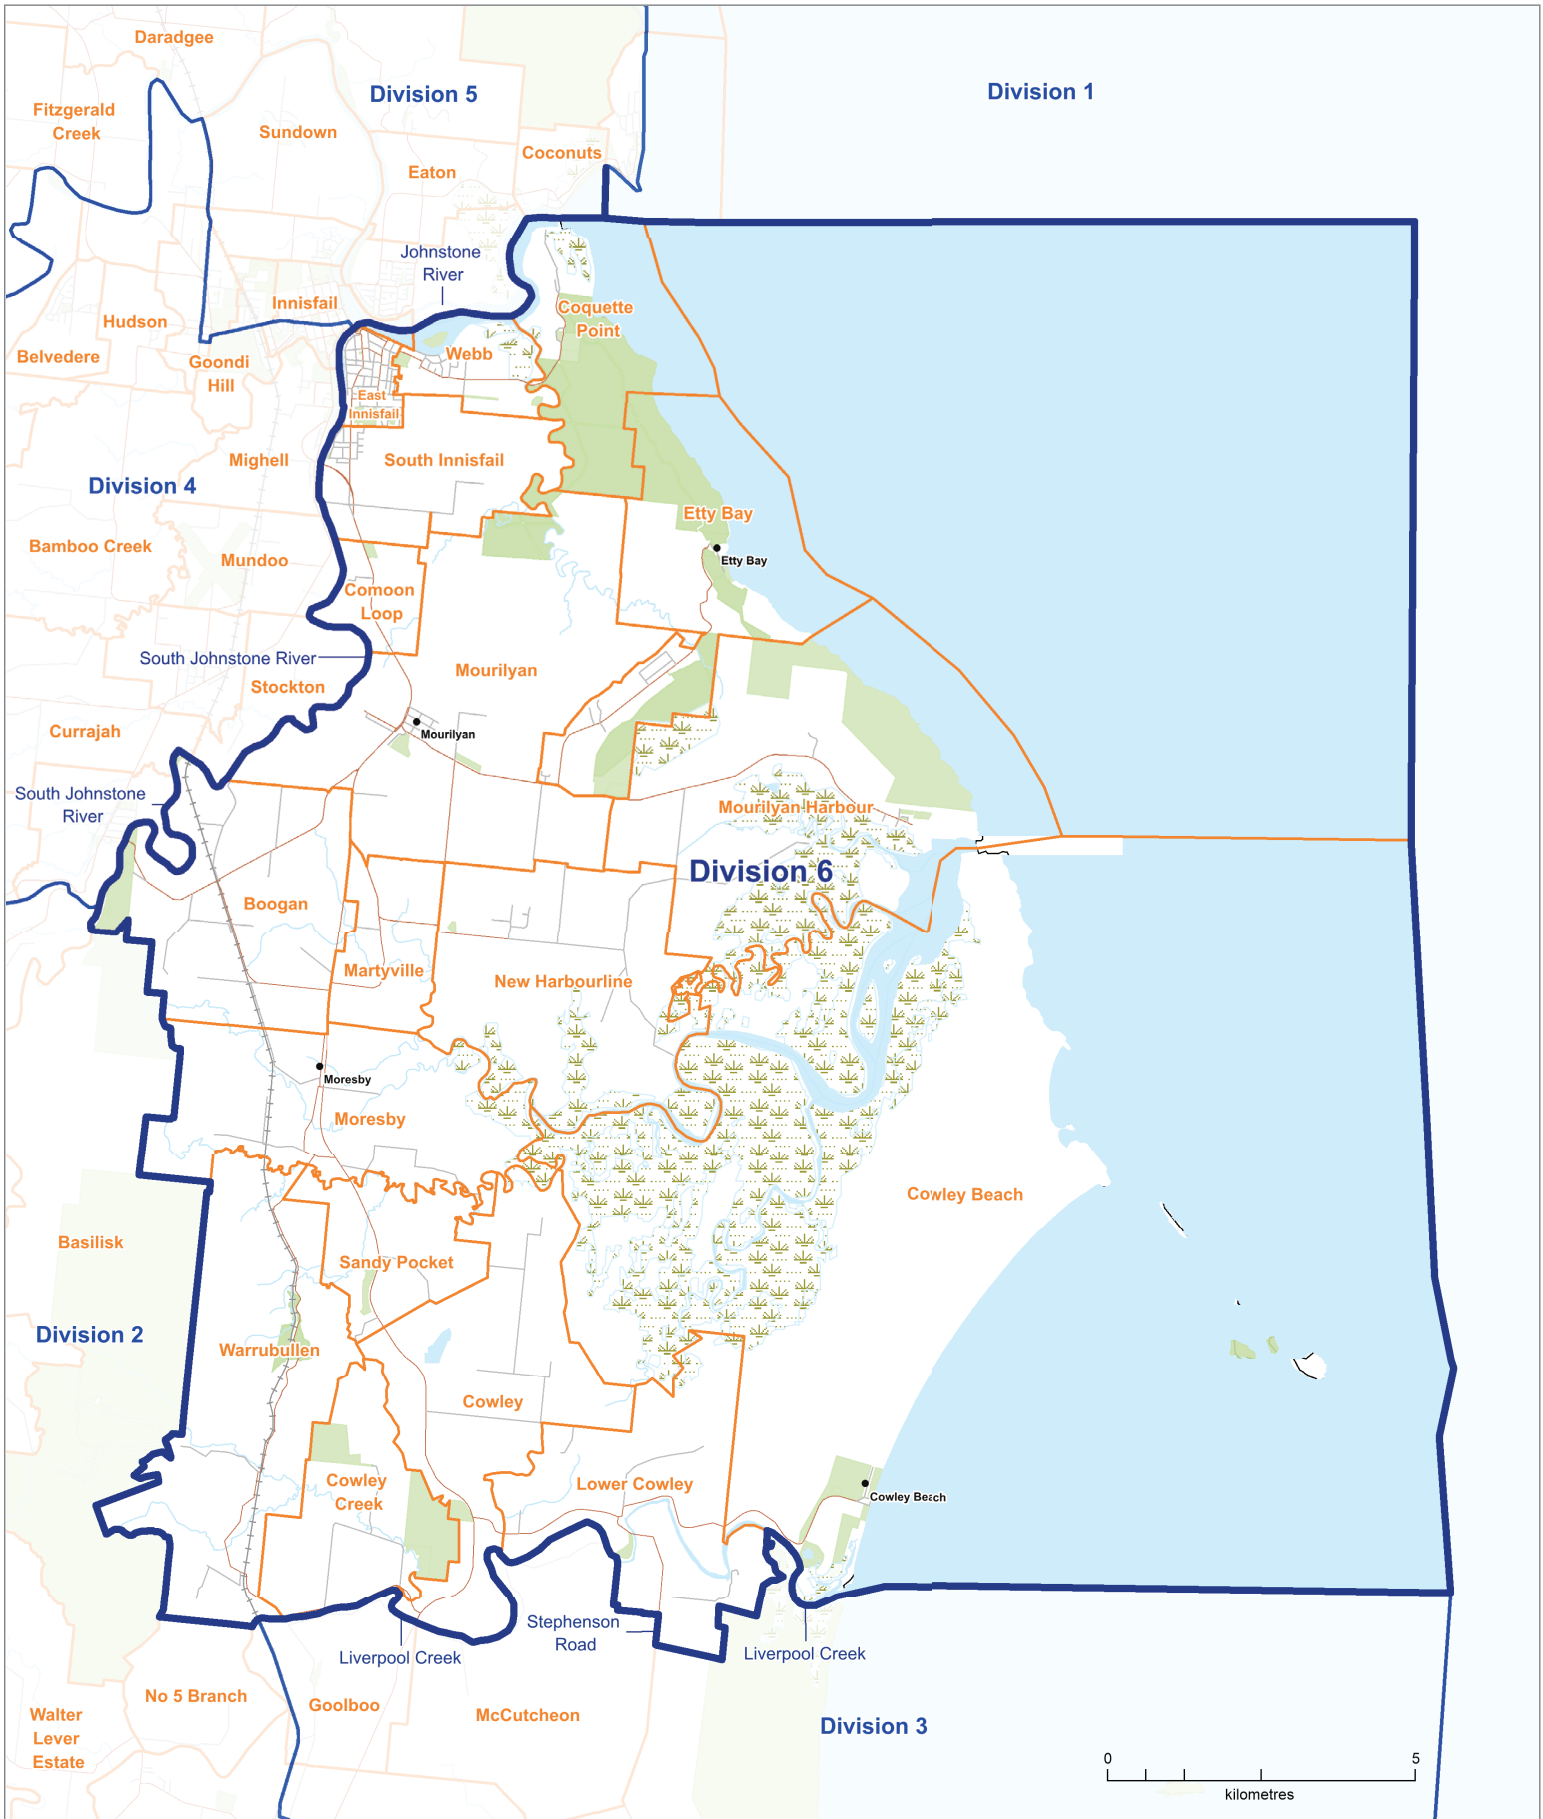 Daradgee
Division 5
Division 1
Fitzgerald
Creek
Sundown
Coconuts
Eaton
Johnstone
River
Innisfail
Coquette
Point
Hudson
Belvedere
Goondi
Hill
Webb
East
Innisfail
Mighell
South Innisfail
Division 4
Etty Bay
Bamboo Creek
Mundoo
Etty Bay
Comoon
Loop
South Johnstone River
Mourilyan
Stockton
Currajah
Mourilyan
South Johnstone
River
Mourilyan Harbour
Division 6
Boogan
Martyville
New Harbourline
Moresby
Moresby
Cowley Beach
Basilisk
Sandy Pocket
Division 2
Warrubullen
Cowley
Cowley
Creek
Lower Cowley
Cowley Beach
Stephenson
Road
Liverpool Creek
Liverpool Creek
No 5 Branch
Goolboo
McCutcheon
Walter
Lever
Estate
Division 3
0 5
kilometres